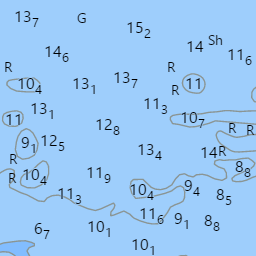 13₇ G 15₂
14₆ 14 Sh 11₆
R R
10₄ 13₁ 13₇ R 11
13₁ 11₃
11 12₈ 10₇ R R
9₁ 12₅ 13₄ 14 R
R 10₄ 11₉ 8₈
R 11₃ 10₄ 9₄ 8₅
11₆ 9₁ 8₈
6₇ 10₁
10₁